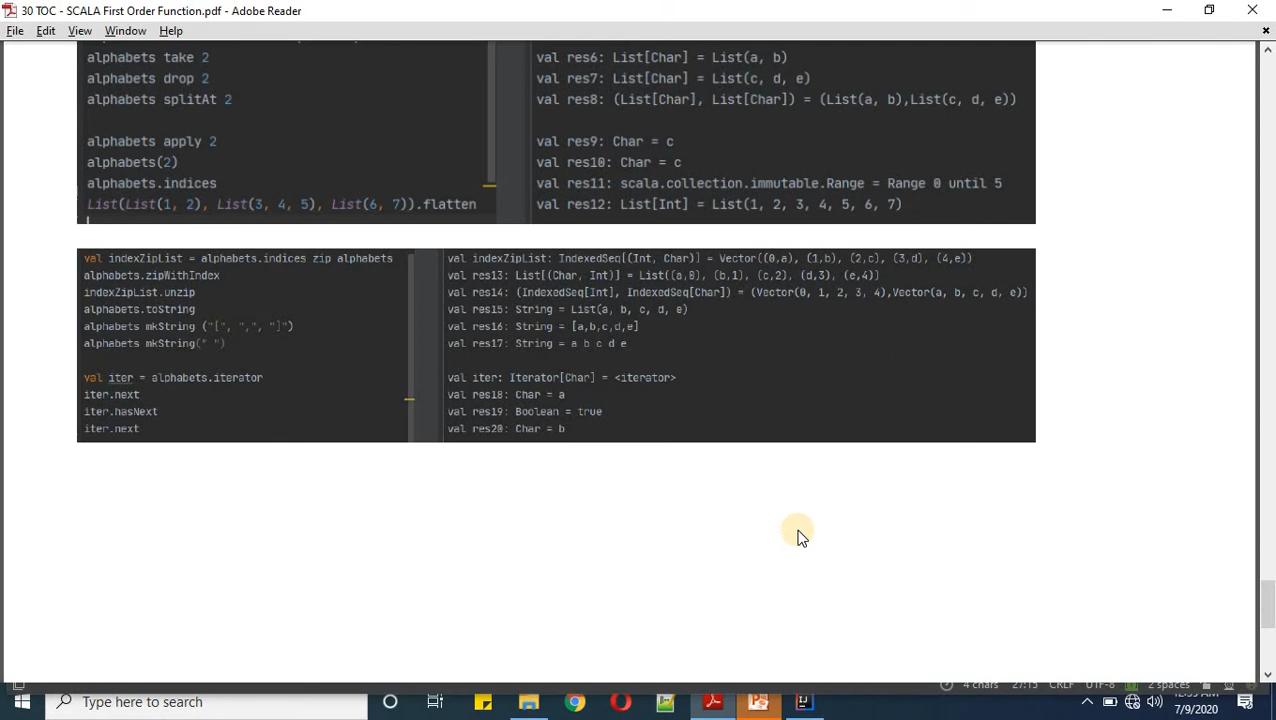 30 TOC - SCALA First Order Function.pdf - Adobe Reader
File Edit View Window Help
alphabets take 2
alphabets drop 2
alphabets splitAt 2
alphabets apply 2
alphabets(2)
alphabets.indices
List(List(1, 2), List(3, 4, 5), List(6, 7)).flatten
val res6: List[Char] = List(a, b)
val res7: List[Char] = List(c, d, e)
val res8: (List[Char], List[Char]) = (List(a, b),List(c, d, e))
val res9: Char = c
val res10: Char = c
val res11: scala.collection.immutable.Range = Range 0 until 5
val res12: List[Int] = List(1, 2, 3, 4, 5, 6, 7)
val indexZipList = alphabets.indices zip alphabets
alphabets.zipWithIndex
indexZipList.unzip
alphabets.toString
alphabets mkString ("[", ",", "]")
alphabets mkString(" ")
val iter = alphabets.iterator
iter.next
iter.hasNext
iter.next
val indexZipList: IndexedSeq[(Int, Char)] = Vector((0,a), (1,b), (2,c), (3,d), (4,e))
val res13: List[(Char, Int)] = List((a,0), (b,1), (c,2), (d,3), (e,4))
val res14: (IndexedSeq[Int], IndexedSeq[Char]) = (Vector(0, 1, 2, 3, 4),Vector(a, b, c, d, e))
val res15: String = List(a, b, c, d, e)
val res16: String = [a,b,c,d,e]
val res17: String = a b c d e
val iter: Iterator[Char] = <iterator>
val res18: Char = a
val res19: Boolean = true
val res20: Char = b
4 chars 27:15 CRLF UTF-8 2 spaces
Type here to search
7/9/2020